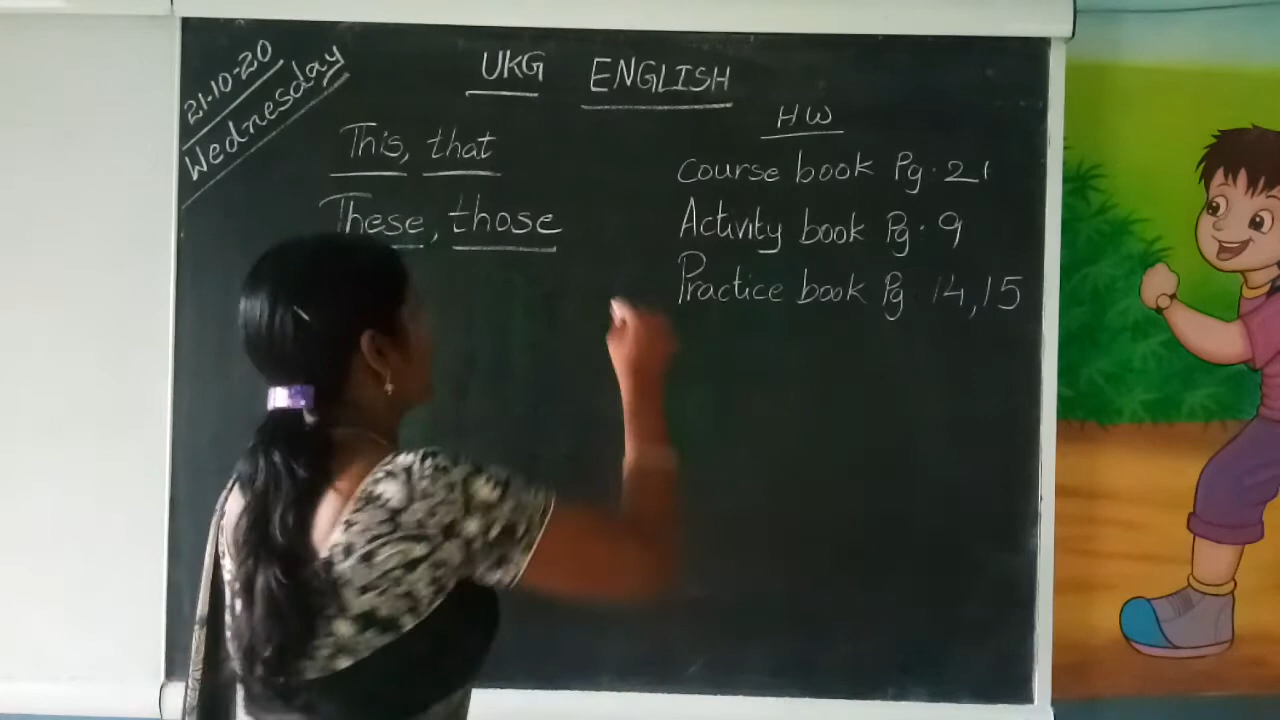 21-10-20
Wednesday
UKG ENGLISH
This, that
These, those
HW
Course book Pg. 21
Activity book Pg. 9
Practice book Pg. 14, 15